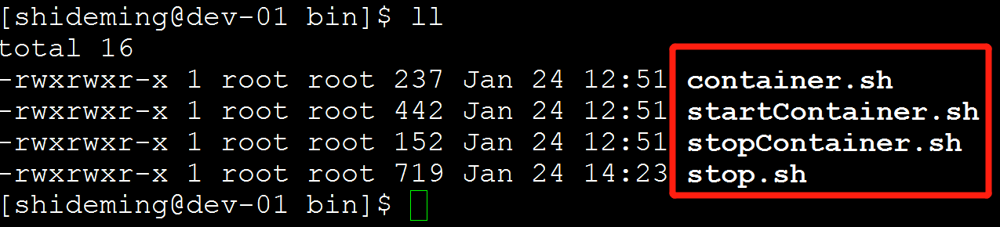 [shideming@dev-01 bin]$ ll
total 16
-rwxrwxr-x 1 root root 237 Jan 24 12:51 container.sh
-rwxrwxr-x 1 root root 442 Jan 24 12:51 startContainer.sh
-rwxrwxr-x 1 root root 152 Jan 24 12:51 stopContainer.sh
-rwxrwxr-x 1 root root 719 Jan 24 14:23 stop.sh
[shideming@dev-01 bin]$